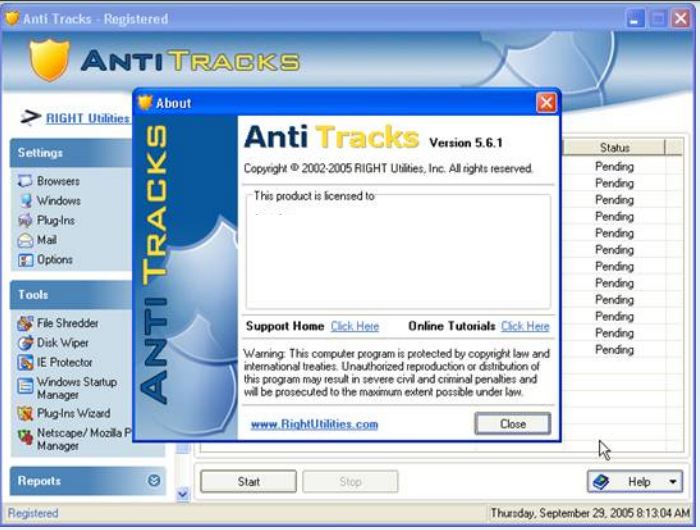 Anti Tracks - Registered
ANTI TRACKS
RIGHT Utilities
Settings
Browsers
Windows
Plug-Ins
Mail
Options
Tools
File Shredder
Disk Wiper
IE Protector
Windows Startup
Manager
Plug-Ins Wizard
Netscape/ Mozilla P
Manager
Reports
About
ANTI TRACKS
Anti Tracks Version 5.6.1
Copyright © 2002-2005 RIGHT Utilities, Inc. All rights reserved.
This product is licensed to
Support Home Click Here Online Tutorials Click Here
Warning: This computer program is protected by copyright law and
international treaties. Unauthorized reproduction or distribution of
this program may result in severe civil and criminal penalties and
will be prosecuted to the maximum extent possible under law.
www.RightUtilities.com
Close
Status
Pending
Pending
Pending
Pending
Pending
Pending
Pending
Pending
Pending
Pending
Pending
Pending
Start Stop Help
Registered Thursday, September 29, 2005 8:13:04 AM